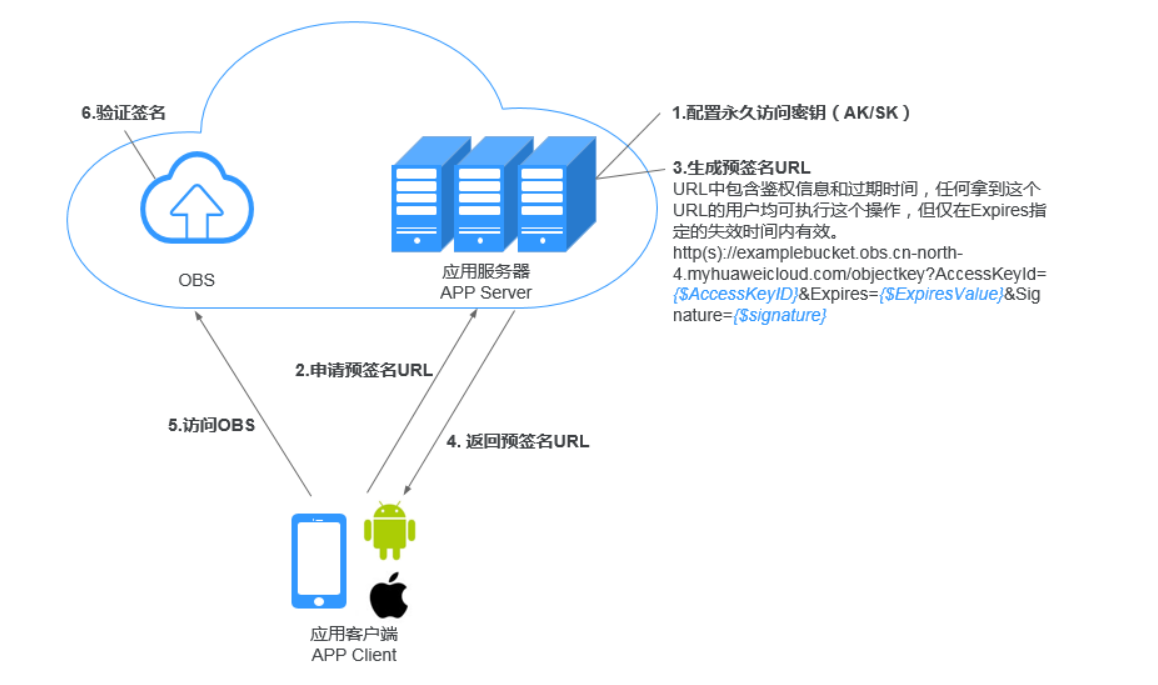 6.验证签名
1.配置永久访问密钥（AK/SK）
3.生成预签名URL
URL中包含鉴权信息和过期时间，任何拿到这个
URL的用户均可执行这个操作，但仅在Expires指
定的失效时间内有效。
http(s)://examplebucket.obs.cn-north-
4.myhuaweicloud.com/objectkey?AccessKeyId=
{$AccessKeyID}&Expires={$ExpiresValue}&Sig
nature={$signature}
OBS
应用服务器
APP Server
2.申请预签名URL
5.访问OBS
4. 返回预签名URL
应用客户端
APP Client